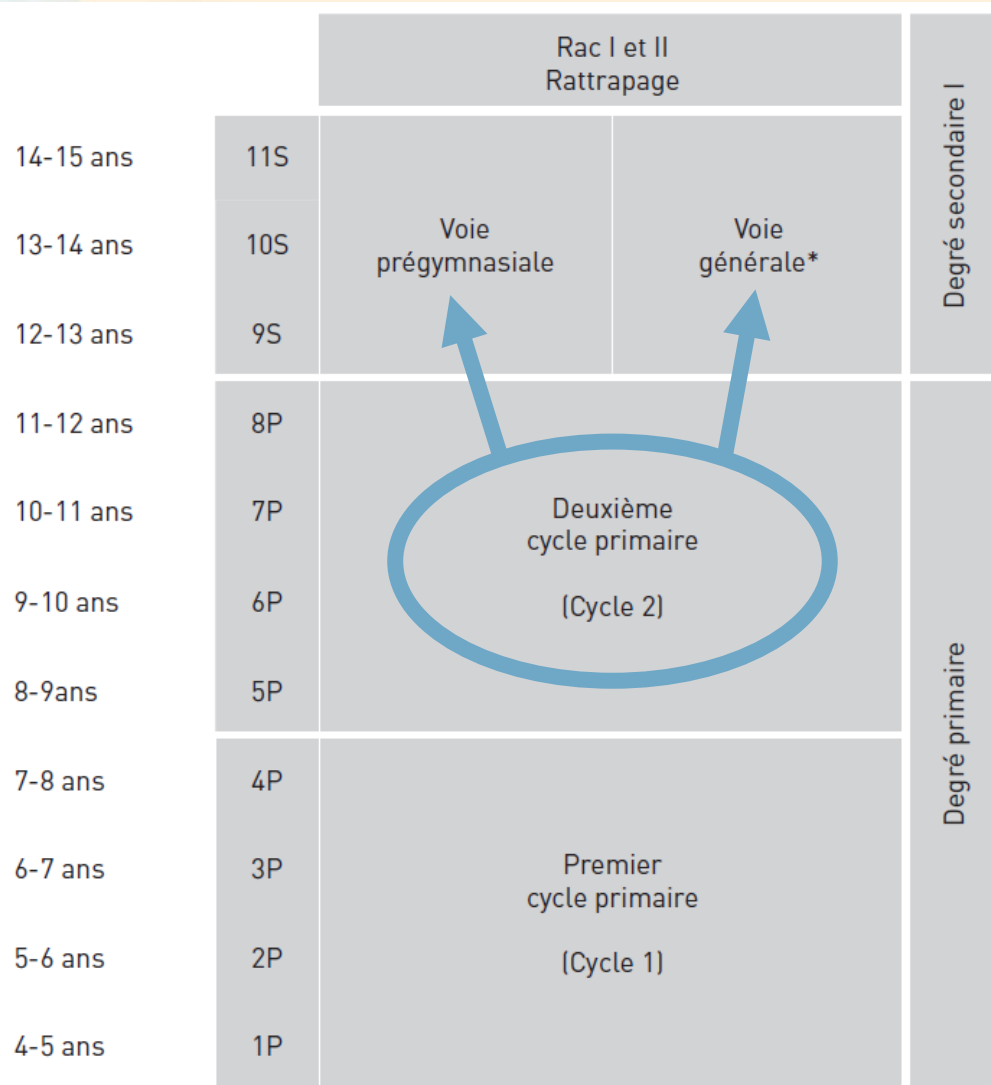 Rac I et II
Rattrapage
Degré secondaire I
14-15 ans
11S
13-14 ans
10S
Voie
prégymnasiale
Voie
générale*
12-13 ans
9S
11-12 ans
8P
10-11 ans
7P
Deuxième
cycle primaire
9-10 ans
6P
(Cycle 2)
8-9ans
5P
Degré primaire
7-8 ans
4P
6-7 ans
3P
Premier
cycle primaire
5-6 ans
2P
(Cycle 1)
4-5 ans
1P